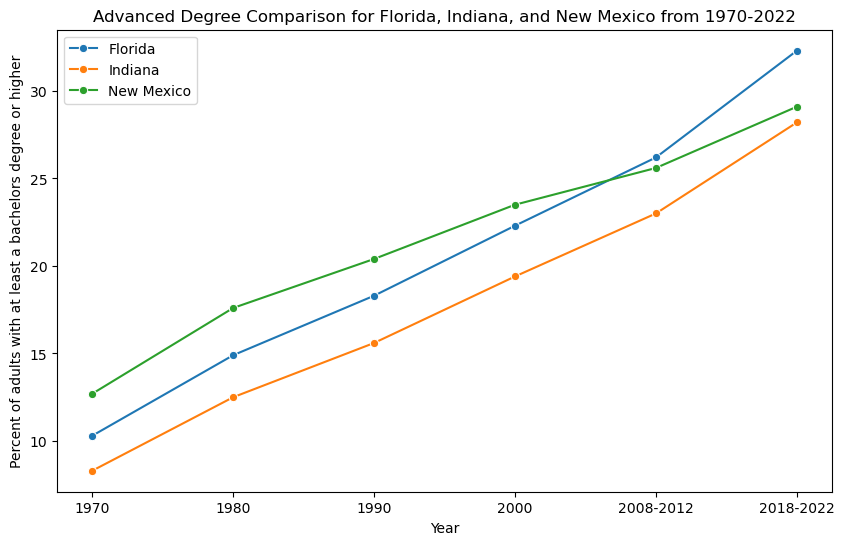 Advanced Degree Comparison for Florida, Indiana, and New Mexico from 1970-2022
Florida
Indiana
New Mexico
Percent of adults with at least a bachelors degree or higher
30
25
20
15
10
1970 1980 1990 2000 2008-2012 2018-2022
Year